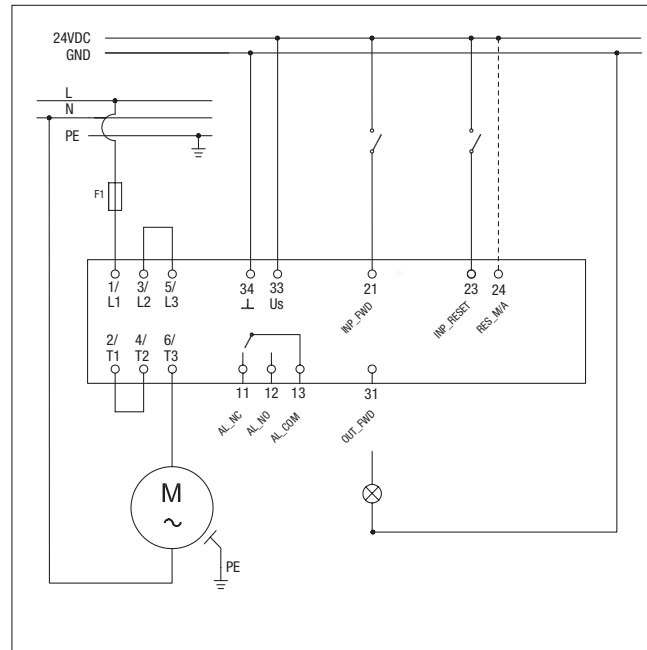 24VDC
GND
L
N
PE
F1
1/ 3/ 5/ 34 33 21 23 24
L1 L2 L3 ⊥ Us INP_FWD INP_RESET RES_M/A
2/ 4/ 6/
T1 T2 T3
11 12 13 31
AL_NC AL_NO AL_COM OUT_FWD
M
~
PE